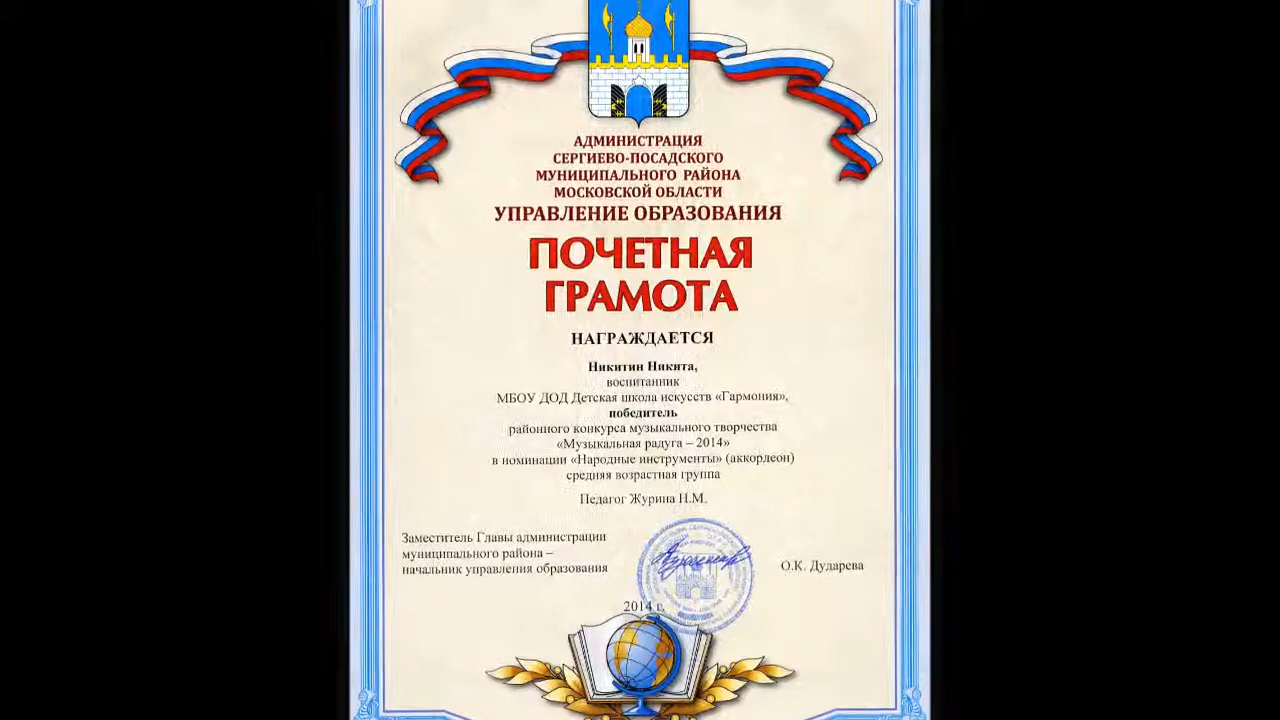 АДМИНИСТРАЦИЯ
СЕРГИЕВО-ПОСАДСКОГО
МУНИЦИПАЛЬНОГО РАЙОНА
МОСКОВСКОЙ ОБЛАСТИ
УПРАВЛЕНИЕ ОБРАЗОВАНИЯ
ПОЧЕТНАЯ
ГРАМОТА
НАГРАЖДАЕТСЯ
Никитин Никита,
воспитанник
МБОУ ДОД Детская школа искусств «Гармония»,
победитель
районного конкурса музыкального творчества
«Музыкальная радуга – 2014»
в номинации «Народные инструменты» (аккордеон)
средняя возрастная группа
Педагог Журина Н.М.
Заместитель Главы администрации
муниципального района –
начальник управления образования
О.К. Дударева
2014 г.